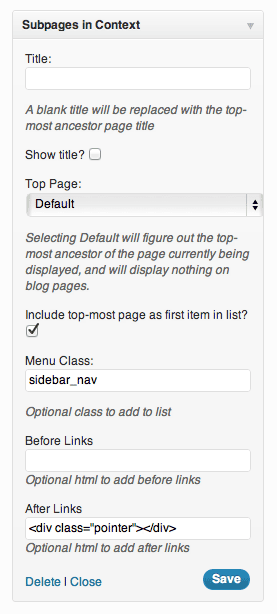 Subpages in Context
Title:
A blank title will be replaced with the top-
most ancestor page title
Show title?
Top Page:
Default
Selecting Default will figure out the top-
most ancestor of the page currently being
displayed, and will display nothing on
blog pages.
Include top-most page as first item in list?
Menu Class:
sidebar_nav
Optional class to add to list
Before Links
Optional html to add before links
After Links
<div class="pointer"></div>
Optional html to add after links
Delete | Close
Save